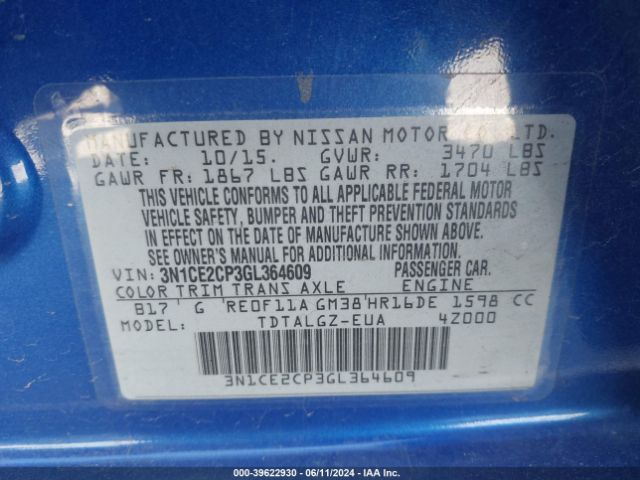 MANUFACTURED BY NISSAN MOTOR CO., LTD.
DATE: 10/15. GVWR: 3470 LBS
GAWR FR: 1867 LBS GAWR RR: 1704 LBS
THIS VEHICLE CONFORMS TO ALL APPLICABLE FEDERAL MOTOR
VEHICLE SAFETY, BUMPER AND THEFT PREVENTION STANDARDS
IN EFFECT ON THE DATE OF MANUFACTURE SHOWN ABOVE.
SEE OWNER'S MANUAL FOR ADDITIONAL INFORMATION
VIN: 3N1CE2CP3GL364609 PASSENGER CAR.
COLOR TRIM TRANS AXLE ENGINE
B17 G RE0F11A GM38 HR16DE 1598 CC
MODEL: TDTALGZ-EUA 4Z000
3N1CE2CP3GL364609
000-39622930 - 06/11/2024 - IAA Inc.